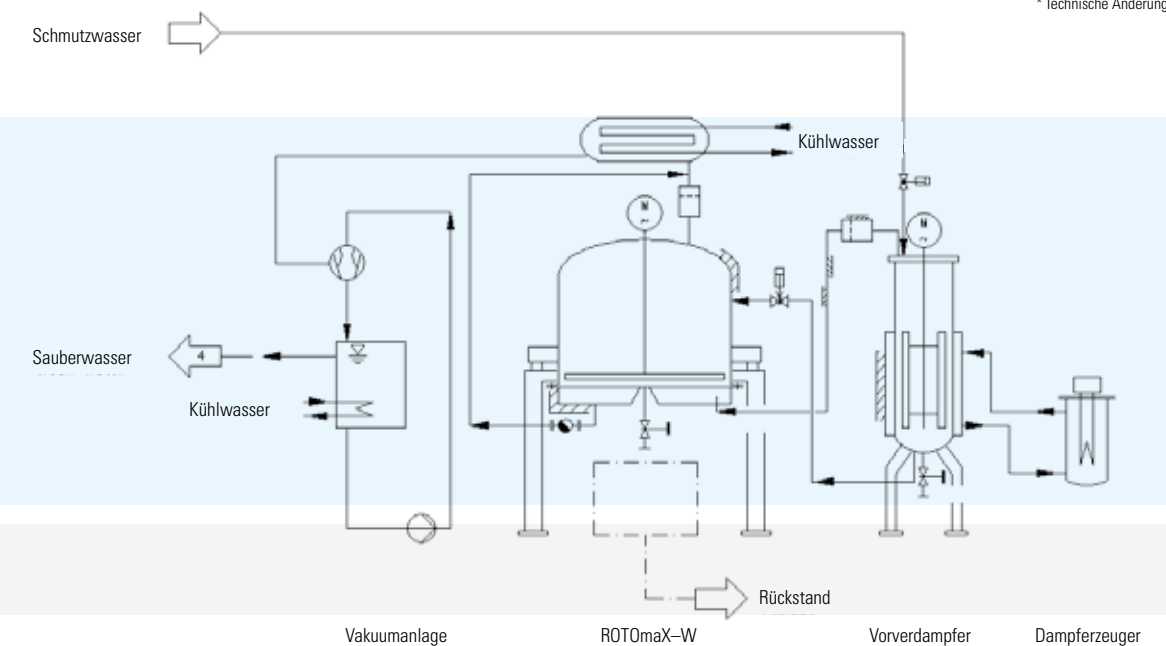 * Technische Änderung
Schmutzwasser
Kühlwasser
M
M
Sauberwasser
4
Kühlwasser
Rückstand
Vakuumanlage
ROTOmaX–W
Vorverdampfer
Dampferzeuger